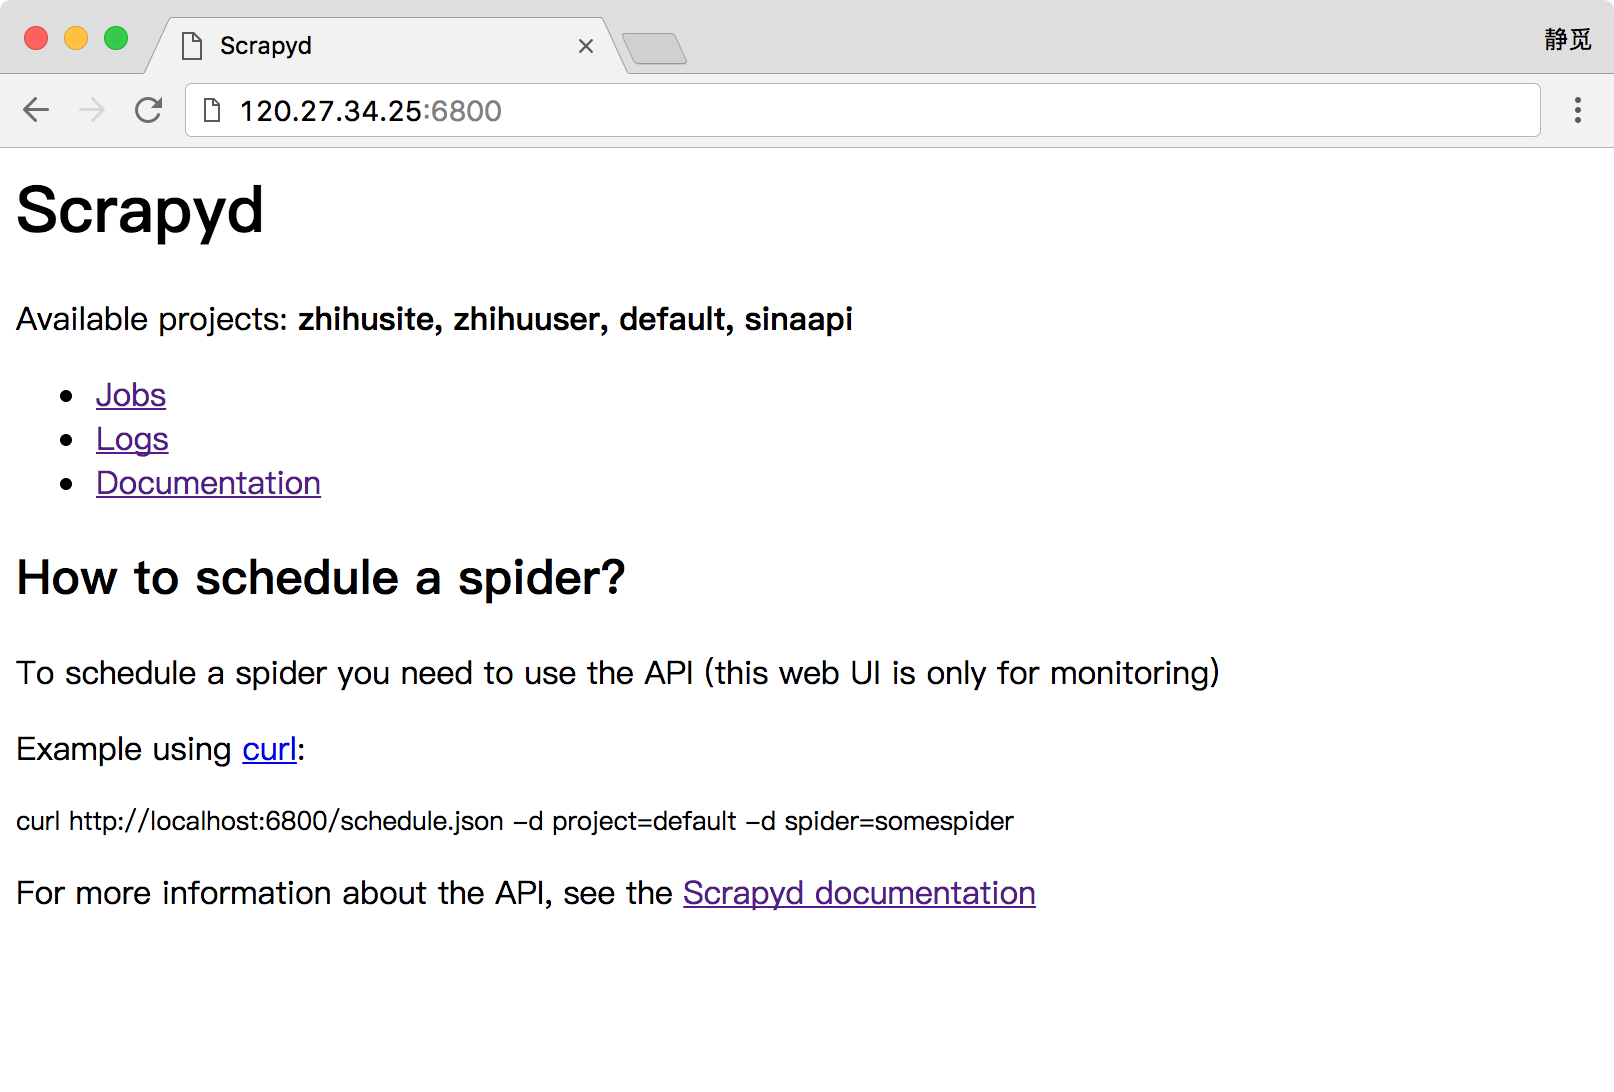 Scrapyd
静觅
120.27.34.25:6800
Scrapyd
Available projects: zhihusite, zhihuuser, default, sinaapi
Jobs
Logs
Documentation
How to schedule a spider?
To schedule a spider you need to use the API (this web UI is only for monitoring)
Example using curl:
curl http://localhost:6800/schedule.json -d project=default -d spider=somespider
For more information about the API, see the Scrapyd documentation